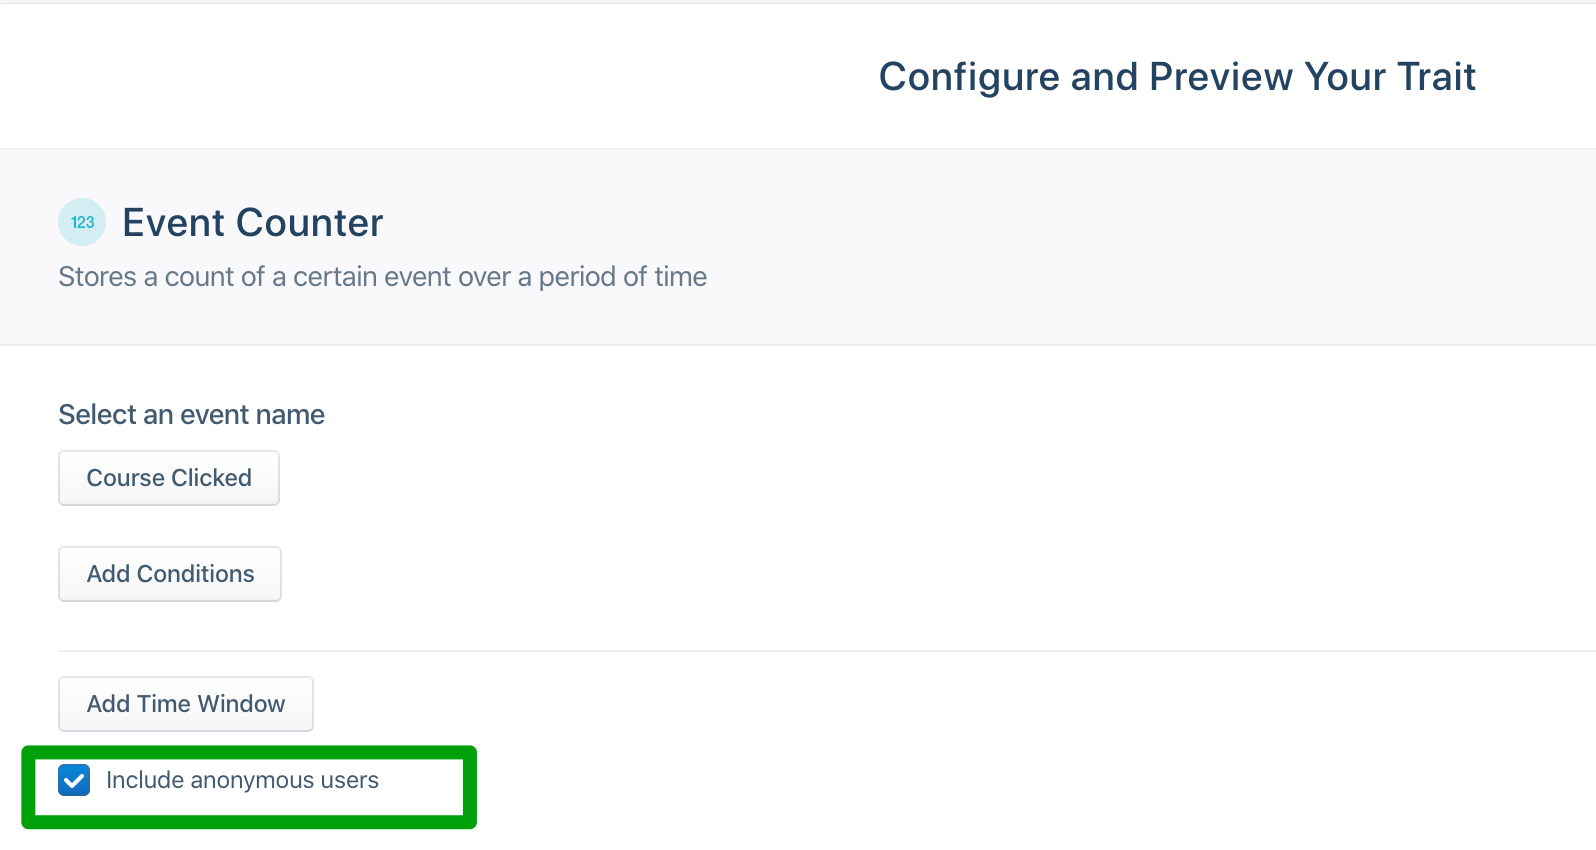 Configure and Preview Your Trait
123
Event Counter
Stores a count of a certain event over a period of time
Select an event name
Course Clicked
Add Conditions
Add Time Window
Include anonymous users